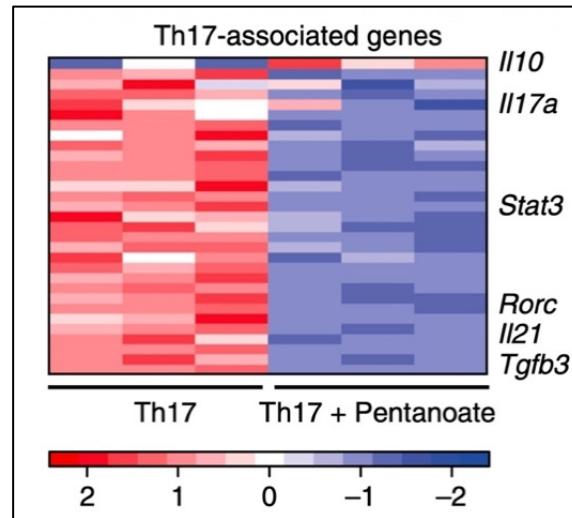 Th17-associated genes
Il10
Il17a
Stat3
Rorc
Il21
Tgfb3
Th17 Th17 + Pentanoate
2 1 0 −1 −2